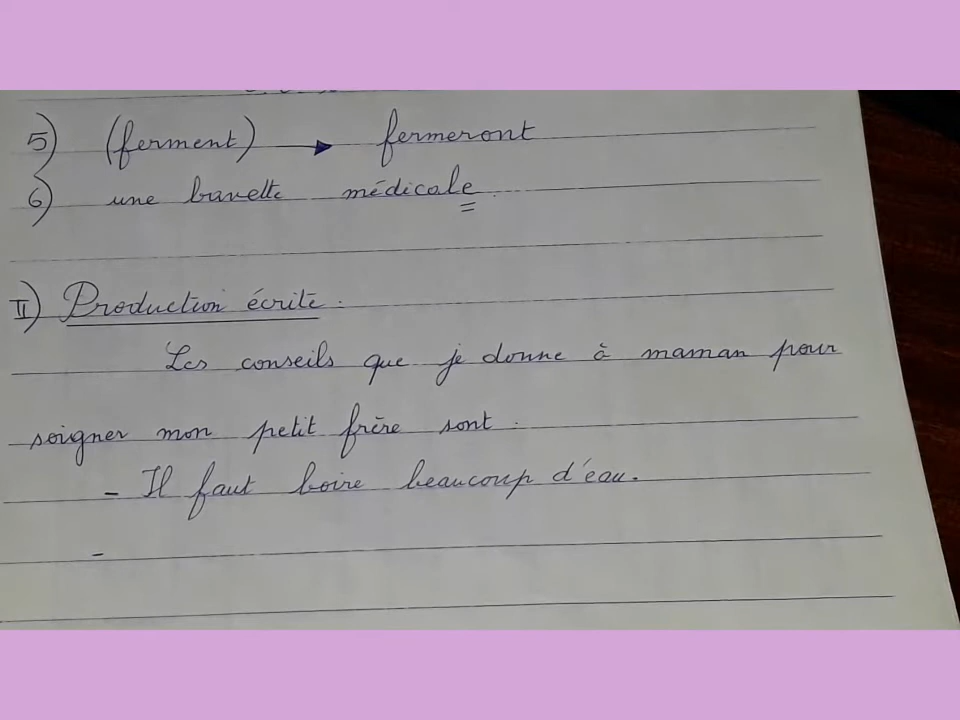 5) (ferment) → fermeront
6) une bavette médicale.
II) Production écrite.
Les conseils que je donne à maman pour
soigner mon petit frère sont.
- Il faut boire beaucoup d'eau.
-